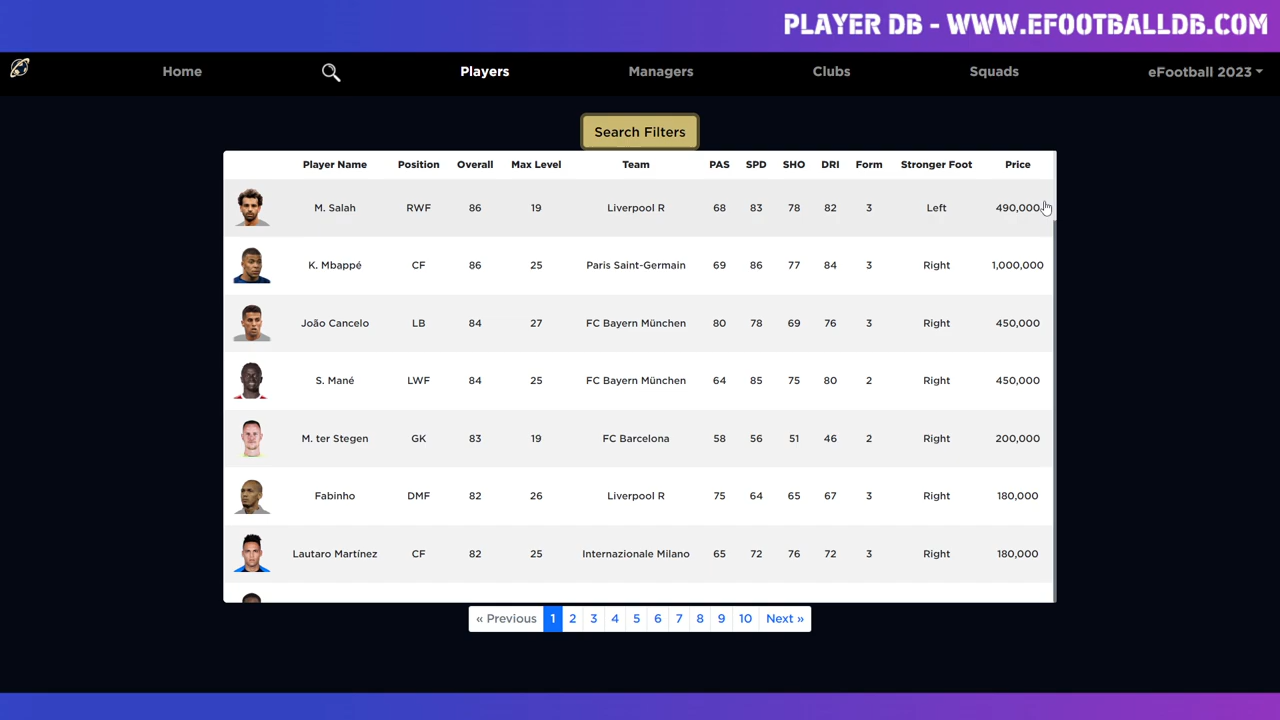 PLAYER DB - WWW.EFOOTBALLDB.COM
Home Players Managers Clubs Squads eFootball 2023
Search Filters
Player Name Position Overall Max Level Team PAS SPD SHO DRI Form Stronger Foot Price
M. Salah RWF 86 19 Liverpool R 68 83 78 82 3 Left 490,000
K. Mbappé CF 86 25 Paris Saint-Germain 69 86 77 84 3 Right 1,000,000
João Cancelo LB 84 27 FC Bayern München 80 78 69 76 3 Right 450,000
S. Mané LWF 84 25 FC Bayern München 64 85 75 80 2 Right 450,000
M. ter Stegen GK 83 19 FC Barcelona 58 56 51 46 2 Right 200,000
Fabinho DMF 82 26 Liverpool R 75 64 65 67 3 Right 180,000
Lautaro Martínez CF 82 25 Internazionale Milano 65 72 76 72 3 Right 180,000
« Previous 1 2 3 4 5 6 7 8 9 10 Next »